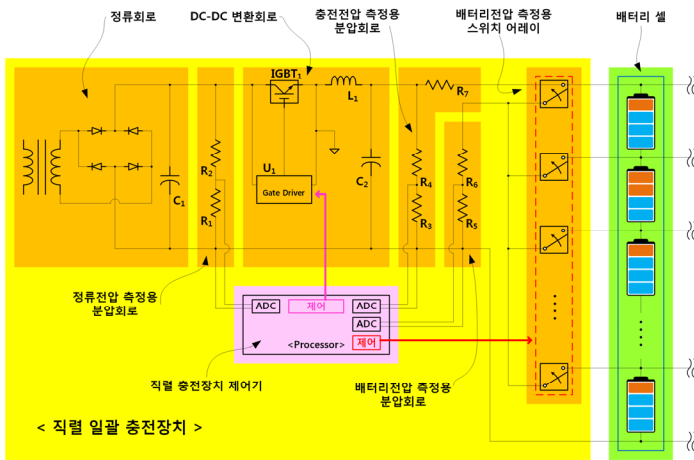 정류회로
DC-DC 변환회로
충전전압 측정용
분압회로
배터리전압 측정용
스위치 어레이
배터리 셀
IGBT1
L1
R7
R2
U1
C1
Gate Driver
C2
R4
R6
R1
R3
R5
정류전압 측정용
분압회로
ADC
제어
ADC
ADC
<Processor>
제어
직렬 충전장치 제어기
배터리전압 측정용
분압회로
< 직렬 일괄 충전장치 >